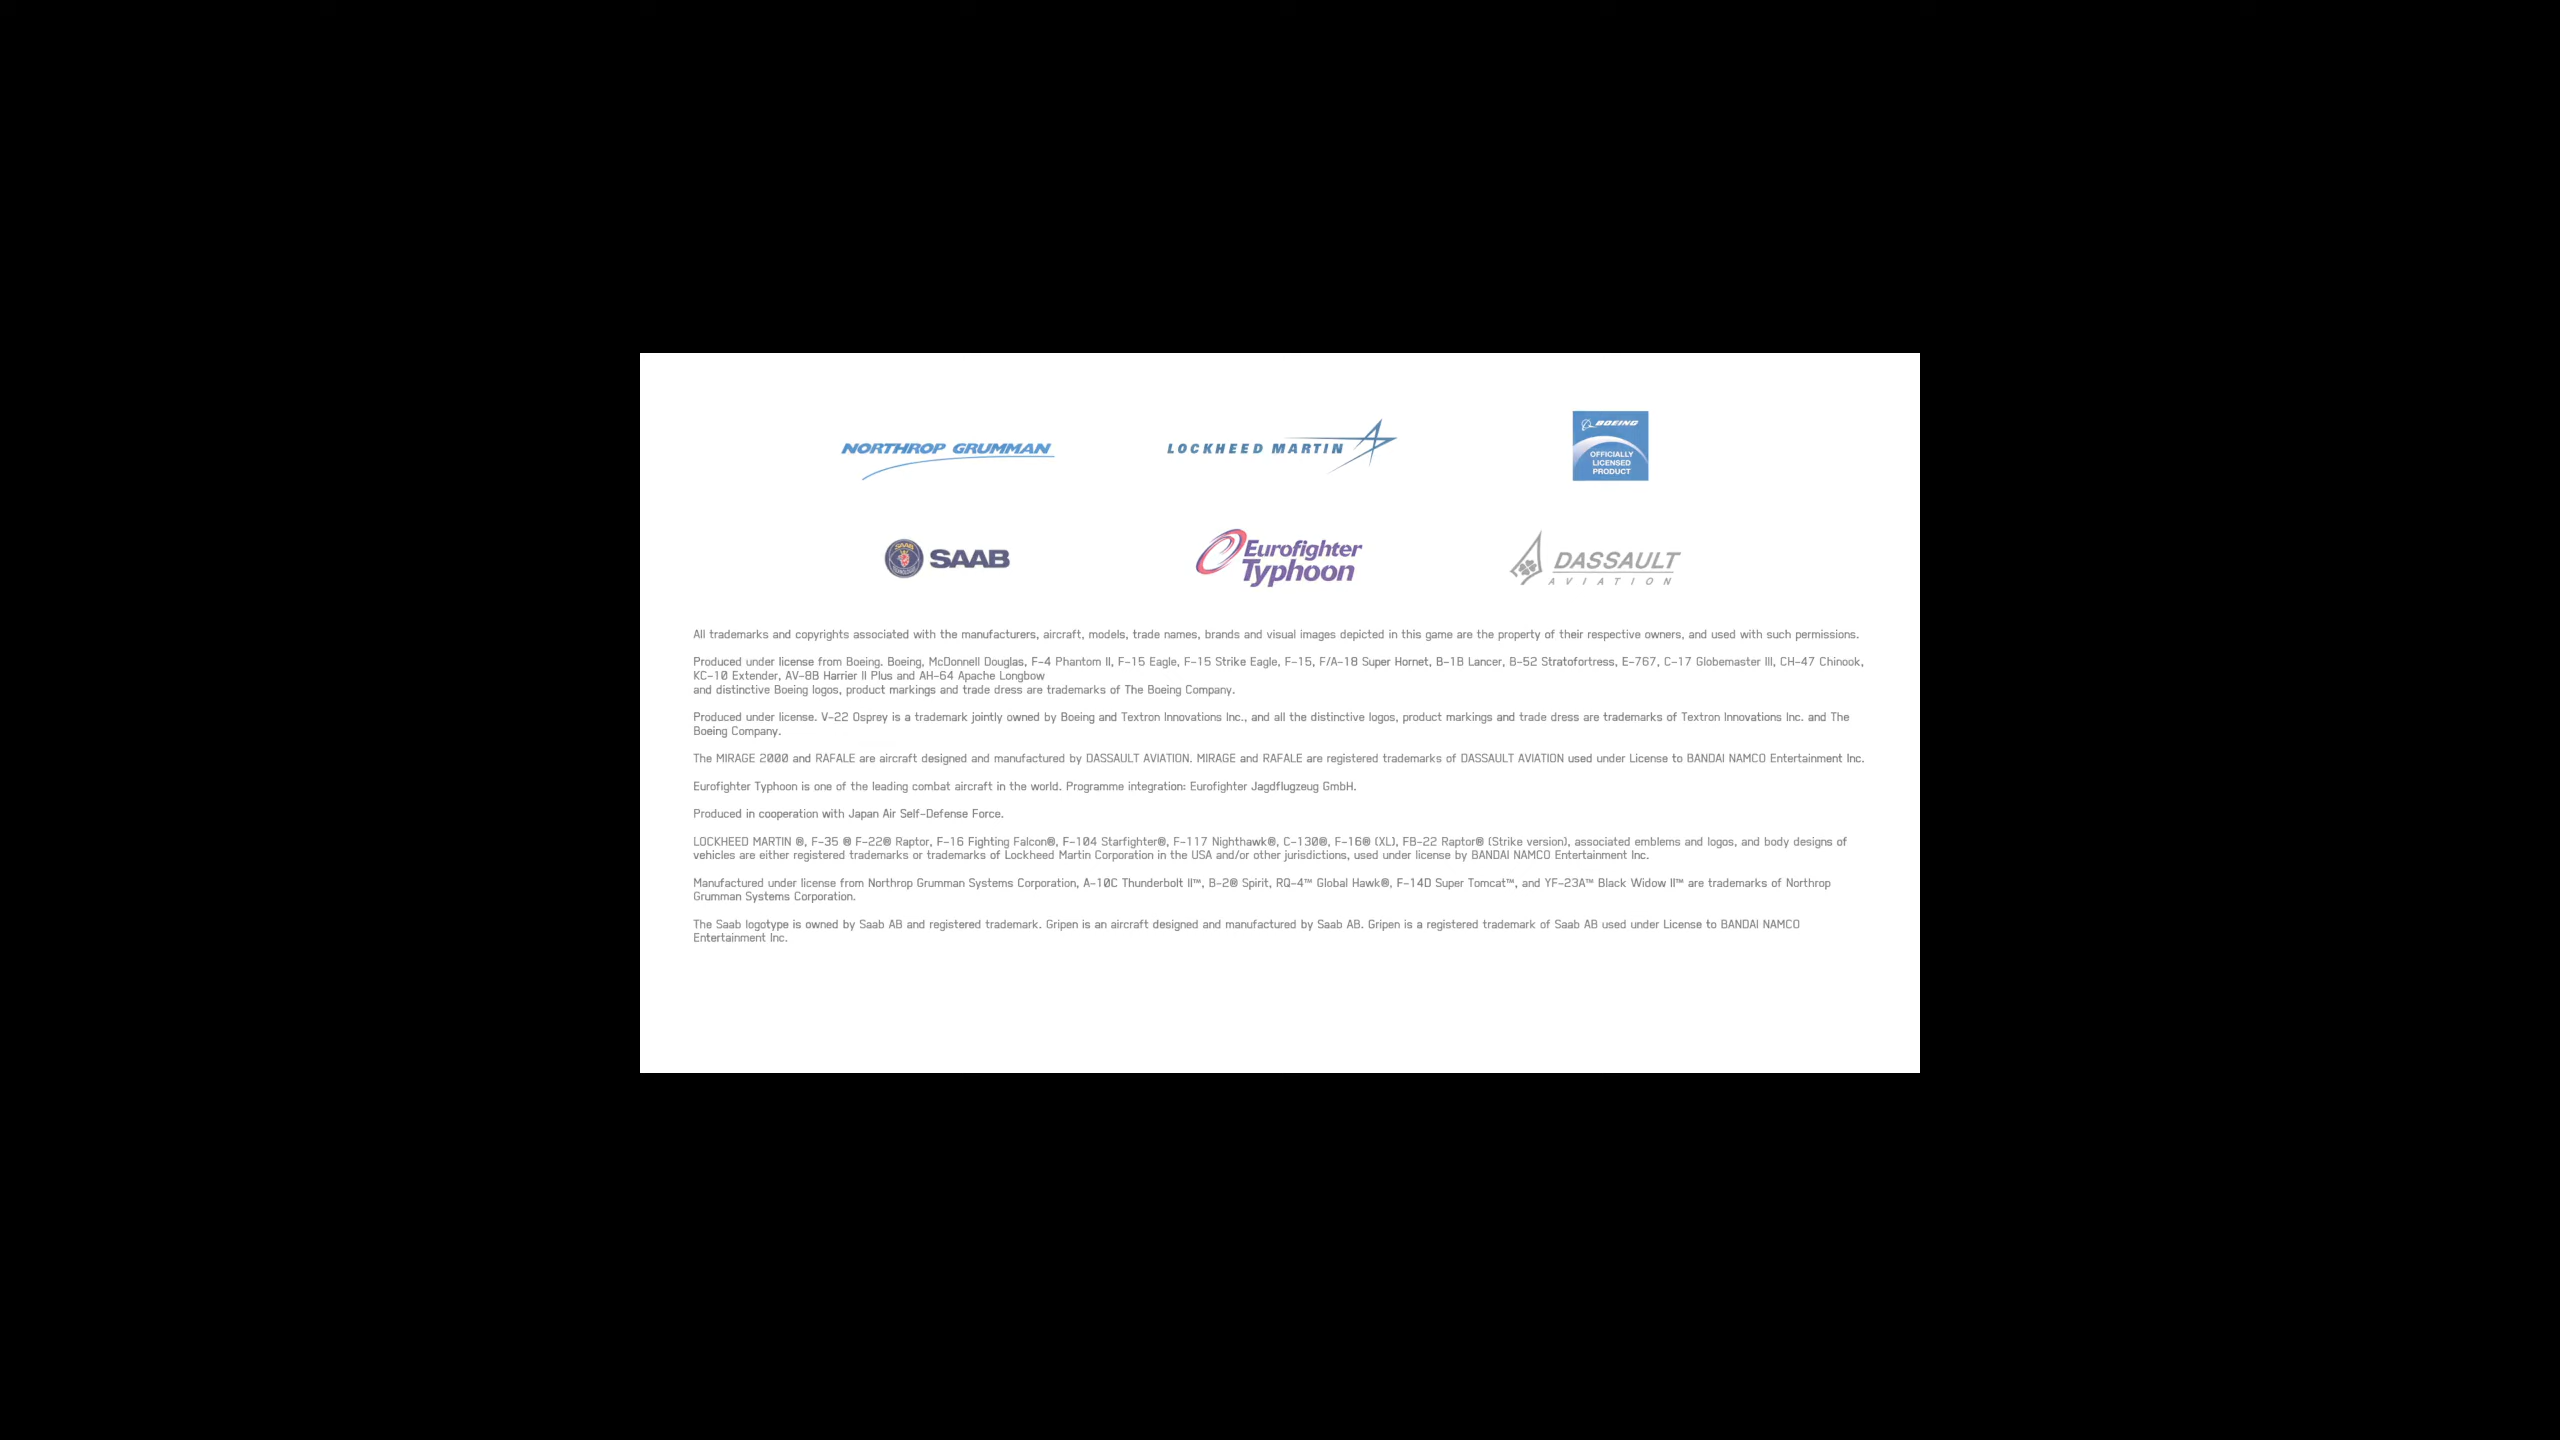 NORTHROP GRUMMAN
LOCKHEED MARTIN
BOEING
OFFICIALLY
LICENSED
PRODUCT
SAAB
SAAB
Eurofighter
Typhoon
DASSAULT
AVIATION
All trademarks and copyrights associated with the manufacturers, aircraft, models, trade names, brands and visual images depicted in this game are the property of their respective owners, and used with such permissions.
Produced under license from Boeing. Boeing, McDonnell Douglas, F-4 Phantom II, F-15 Eagle, F-15 Strike Eagle, F-15, F/A-18 Super Hornet, B-1B Lancer, B-52 Stratofortress, E-767, C-17 Globemaster III, CH-47 Chinook,
KC-10 Extender, AV-8B Harrier II Plus and AH-64 Apache Longbow
and distinctive Boeing logos, product markings and trade dress are trademarks of The Boeing Company.
Produced under license. V-22 Osprey is a trademark jointly owned by Boeing and Textron Innovations Inc., and all the distinctive logos, product markings and trade dress are trademarks of Textron Innovations Inc. and The
Boeing Company.
The MIRAGE 2000 and RAFALE are aircraft designed and manufactured by DASSAULT AVIATION. MIRAGE and RAFALE are registered trademarks of DASSAULT AVIATION used under License to BANDAI NAMCO Entertainment Inc.
Eurofighter Typhoon is one of the leading combat aircraft in the world. Programme integration: Eurofighter Jagdflugzeug GmbH.
Produced in cooperation with Japan Air Self-Defense Force.
LOCKHEED MARTIN ®, F-35 ® F-22® Raptor, F-16 Fighting Falcon®, F-104 Starfighter®, F-117 Nighthawk®, C-130®, F-16® (XL), FB-22 Raptor® (Strike version), associated emblems and logos, and body designs of
vehicles are either registered trademarks or trademarks of Lockheed Martin Corporation in the USA and/or other jurisdictions, used under license by BANDAI NAMCO Entertainment Inc.
Manufactured under license from Northrop Grumman Systems Corporation, A-10C Thunderbolt II™, B-2® Spirit, RQ-4™ Global Hawk®, F-14D Super Tomcat™, and YF-23A™ Black Widow II™ are trademarks of Northrop
Grumman Systems Corporation.
The Saab logotype is owned by Saab AB and registered trademark. Gripen is an aircraft designed and manufactured by Saab AB. Gripen is a registered trademark of Saab AB used under License to BANDAI NAMCO
Entertainment Inc.